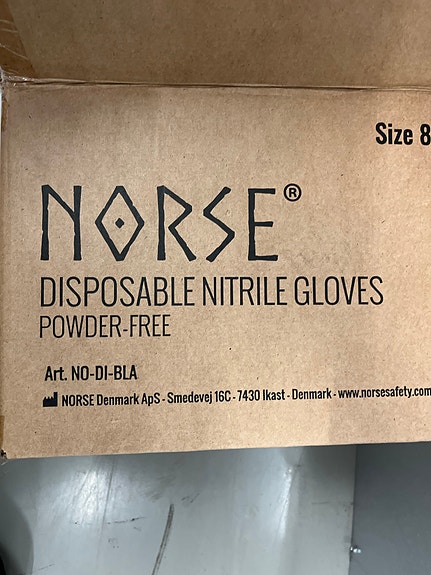 Size 8
NORSE®
DISPOSABLE NITRILE GLOVES
POWDER-FREE
Art. NO-DI-BLA
NORSE Denmark ApS - Smedevej 16C - 7430 Ikast - Denmark - www.norsesafety.com